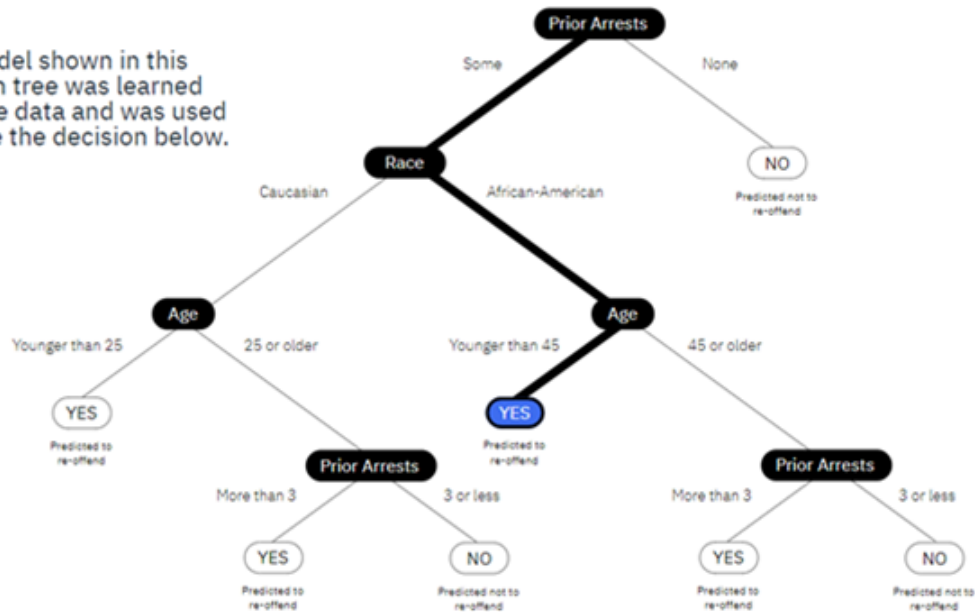 Prior Arrests
Some
None
del shown in this
n tree was learned
e data and was used
e the decision below.
Race
NO
Predicted not to
re-offend
Caucasian
African-American
Age
Age
Younger than 25
25 or older
Younger than 45
45 or older
YES
Predicted to
re-offend
YES
Predicted to
re-offend
Prior Arrests
Prior Arrests
More than 3
3 or less
More than 3
3 or less
YES
Predicted to
re-offend
NO
Predicted not to
re-offend
YES
Predicted to
re-offend
NO
Predicted not to
re-offend